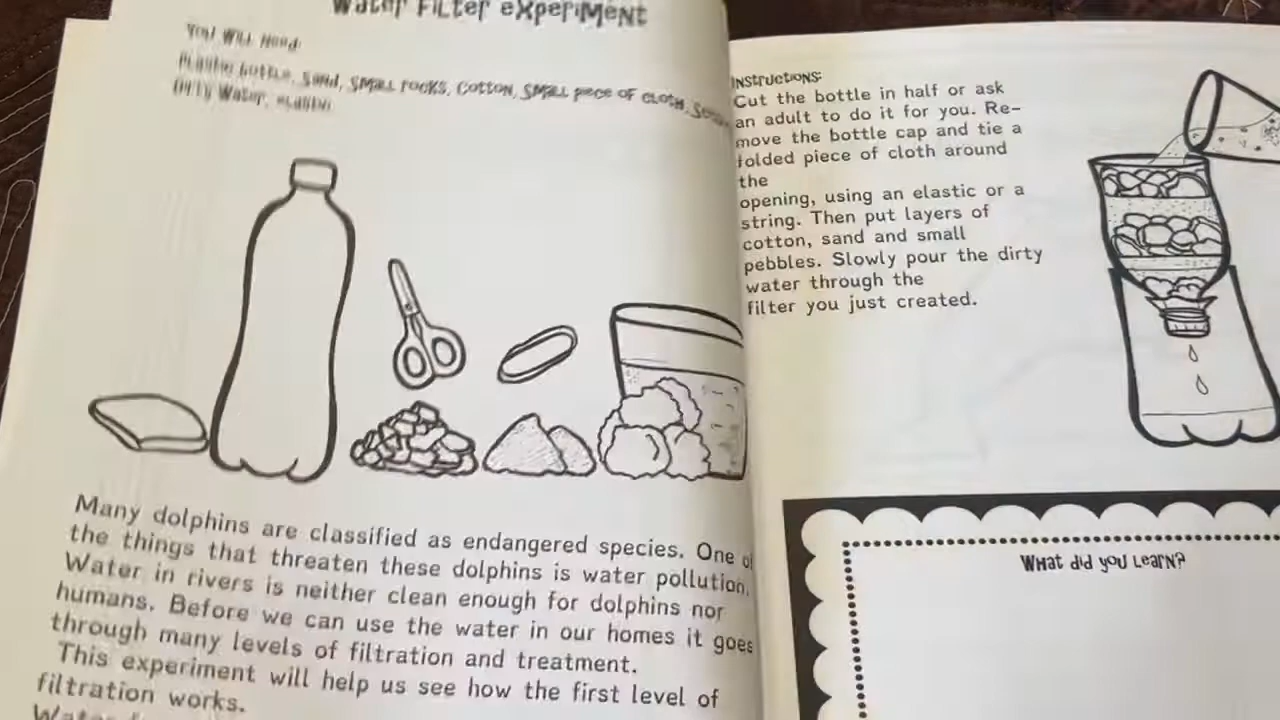 Water Filter Experiment
You Will Need:
Plastic bottle, Sand, Small rocks, Cotton, Small piece of cloth,
Dirty Water,
Many dolphins are classified as endangered species. One of
the things that threaten these dolphins is water pollution.
Water in rivers is neither clean enough for dolphins nor
humans. Before we can use the water in our homes it goes
through many levels of filtration and treatment.
This experiment will help us see how the first level of
filtration works.
Instructions:
Cut the bottle in half or ask
an adult to do it for you. Re-
move the bottle cap and tie a
folded piece of cloth around
the
opening, using an elastic or a
string. Then put layers of
cotton, sand and small
pebbles. Slowly pour the dirty
water through the
filter you just created.
What did you Learn?